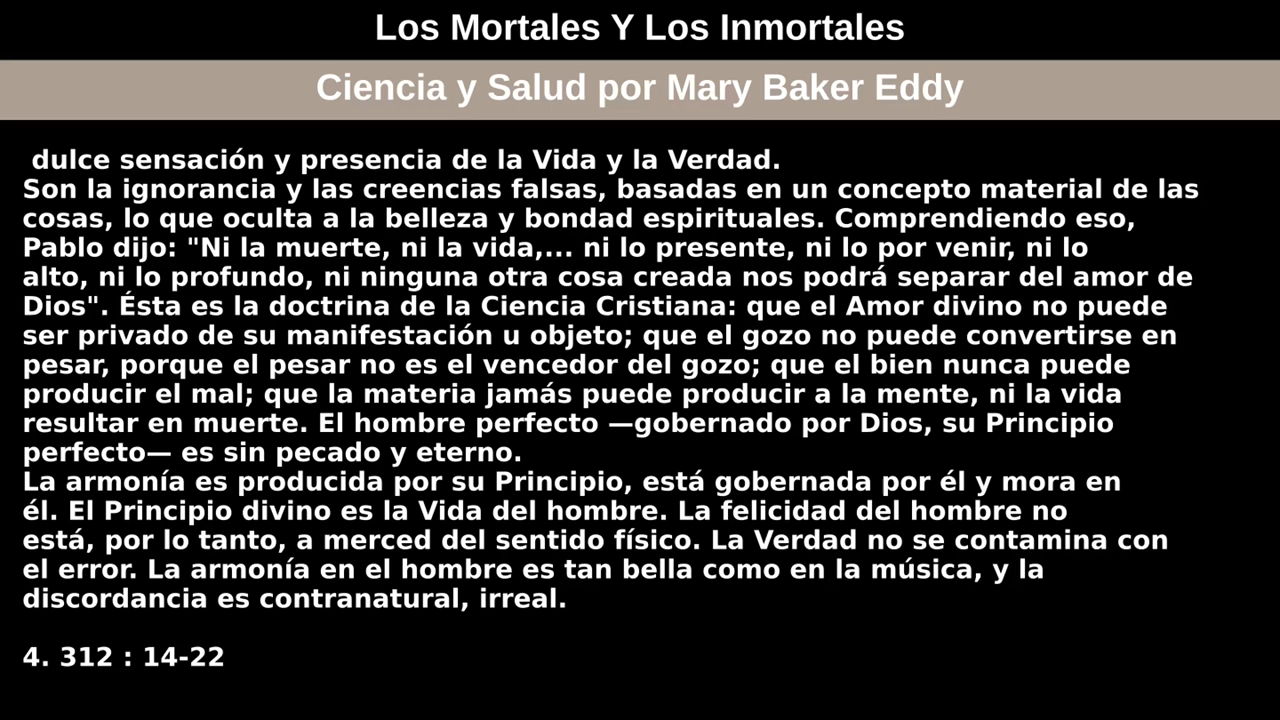 Los Mortales Y Los Inmortales
Ciencia y Salud por Mary Baker Eddy
dulce sensación y presencia de la Vida y la Verdad.
Son la ignorancia y las creencias falsas, basadas en un concepto material de las
cosas, lo que oculta a la belleza y bondad espirituales. Comprendiendo eso,
Pablo dijo: "Ni la muerte, ni la vida,... ni lo presente, ni lo por venir, ni lo
alto, ni lo profundo, ni ninguna otra cosa creada nos podrá separar del amor de
Dios". Ésta es la doctrina de la Ciencia Cristiana: que el Amor divino no puede
ser privado de su manifestación u objeto; que el gozo no puede convertirse en
pesar, porque el pesar no es el vencedor del gozo; que el bien nunca puede
producir el mal; que la materia jamás puede producir a la mente, ni la vida
resultar en muerte. El hombre perfecto —gobernado por Dios, su Principio
perfecto— es sin pecado y eterno.
La armonía es producida por su Principio, está gobernada por él y mora en
él. El Principio divino es la Vida del hombre. La felicidad del hombre no
está, por lo tanto, a merced del sentido físico. La Verdad no se contamina con
el error. La armonía en el hombre es tan bella como en la música, y la
discordancia es contranatural, irreal.
4. 312 : 14-22